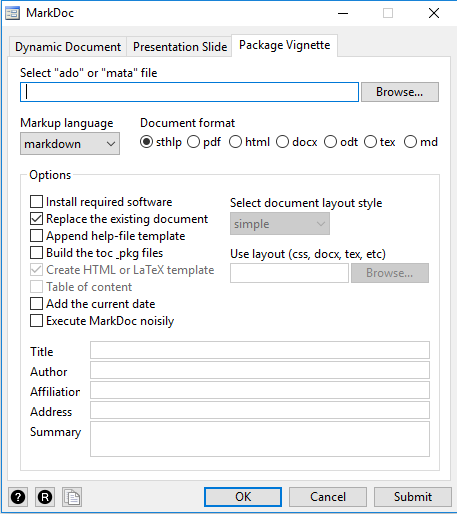 MarkDoc
Dynamic Document Presentation Slide Package Vignette
Select "ado" or "mata" file
Browse...
Markup language Document format
markdown sthlp pdf html docx odt tex md
Options
Install required software Select document layout style
Replace the existing document simple
Append help-file template
Build the toc ,pkg files Use layout (css, docx, tex, etc)
Create HTML or LaTeX template Browse...
Table of content
Add the current date
Execute MarkDoc noisily
Title
Author
Affiliation
Address
Summary
? R OK Cancel Submit